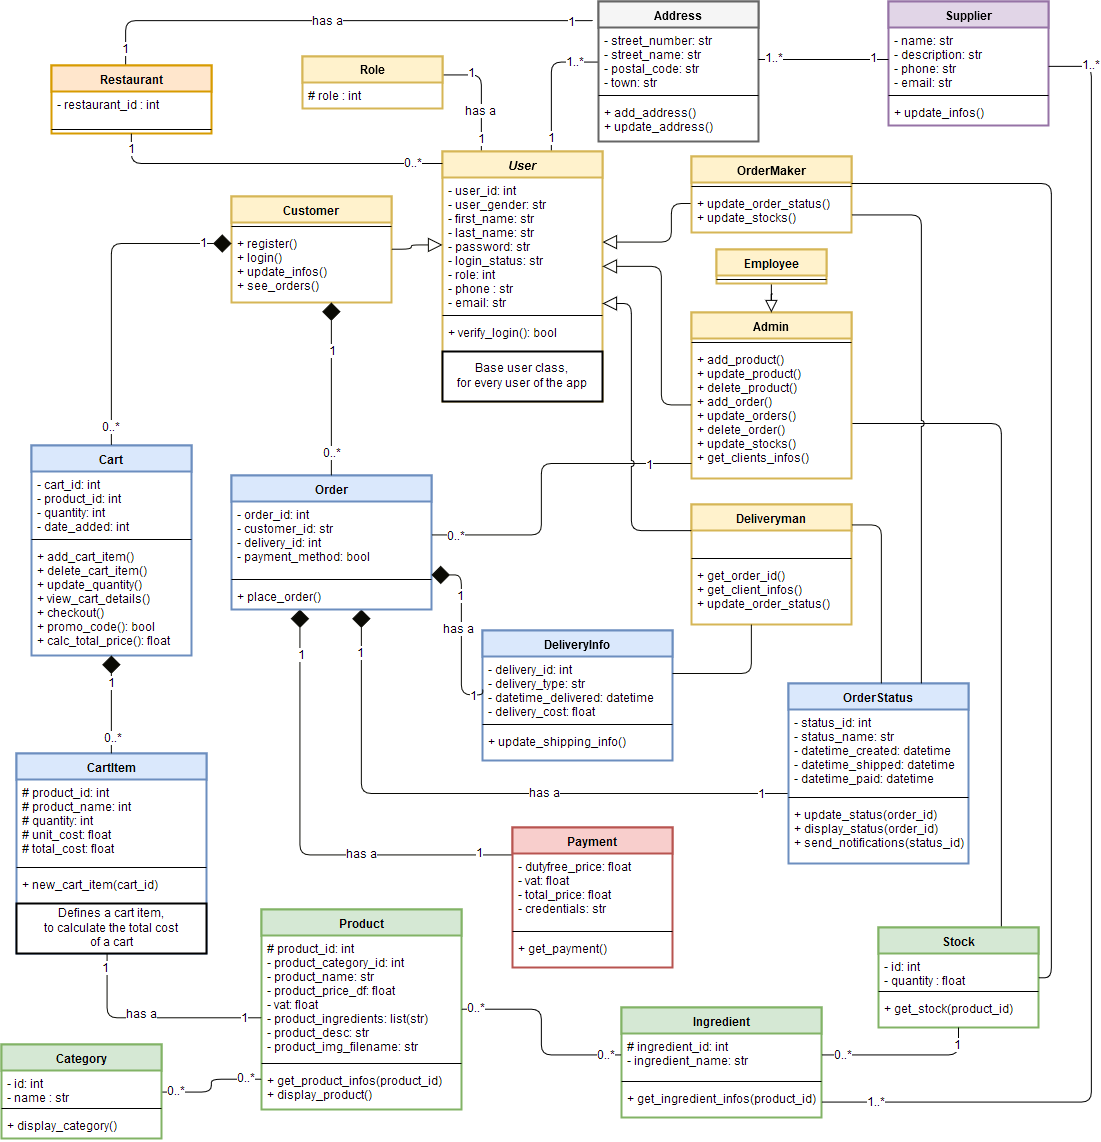 has a
1
1
Address
- street_number: str
- street_name: str
- postal_code: str
- town: str
+ add_address()
+ update_address()
1..*
1
Supplier
- name: str
- description: str
- phone: str
- email: str
+ update_infos()
1..*
Restaurant
- restaurant_id : int
1
0..*
Role
# role : int
1
has a
1
1..*
1
User
- user_id: int
- user_gender: str
- first_name: str
- last_name: str
- password: str
- login_status: str
- role: int
- phone : str
- email: str
+ verify_login(): bool
Base user class,
for every user of the app
OrderMaker
+ update_order_status()
+ update_stocks()
Employee
Customer
+ register()
+ login()
+ update_infos()
+ see_orders()
1
0..*
1
0..*
Admin
+ add_product()
+ update_product()
+ delete_product()
+ add_order()
+ update_orders()
+ delete_order()
+ update_stocks()
+ get_clients_infos()
1
0..*
Cart
- cart_id: int
- product_id: int
- quantity: int
- date_added: int
+ add_cart_item()
+ delete_cart_item()
+ update_quantity()
+ view_cart_details()
+ checkout()
+ promo_code(): bool
+ calc_total_price(): float
1
0..*
Order
- order_id: int
- customer_id: str
- delivery_id: int
- payment_method: bool
+ place_order()
1
has a
1
1
1
Deliveryman
+ get_order_id()
+ get_client_infos()
+ update_order_status()
DeliveryInfo
- delivery_id: int
- delivery_type: str
- datetime_delivered: datetime
- delivery_cost: float
+ update_shipping_info()
OrderStatus
- status_id: int
- status_name: str
- datetime_created: datetime
- datetime_shipped: datetime
- datetime_paid: datetime
+ update_status(order_id)
+ display_status(order_id)
+ send_notifications(status_id)
has a
1
CartItem
# product_id: int
# product_name: int
# quantity: int
# unit_cost: float
# total_cost: float
+ new_cart_item(cart_id)
Defines a cart item,
to calculate the total cost
of a cart
1
has a
1
has a
1
Payment
- dutyfree_price: float
- vat: float
- total_price: float
- credentials: str
+ get_payment()
Product
# product_id: int
- product_category_id: int
- product_name: str
- product_price_df: float
- vat: float
- product_ingredients: list(str)
- product_desc: str
- product_img_filename: str
+ get_product_infos(product_id)
+ display_product()
0..*
0..*
Stock
- id: int
- quantity : float
+ get_stock(product_id)
1
0..*
Ingredient
# ingredient_id: int
- ingredient_name: str
+ get_ingredient_infos(product_id)
1..*
Category
- id: int
- name : str
+ display_category()
0..*
0..*